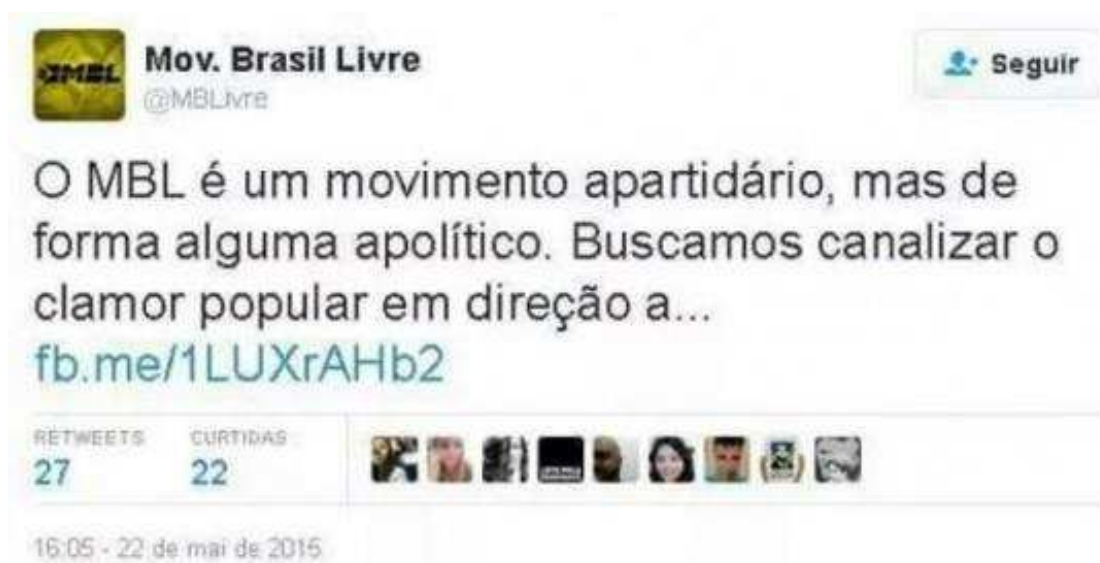 MBL
Mov. Brasil Livre
@MBLivre
Seguir
O MBL é um movimento apartidário, mas de
forma alguma apolítico. Buscamos canalizar o
clamor popular em direção a...
fb.me/1LUXrAHb2
RETWEETS CURTIDAS
27 22
16:05 - 22 de mai de 2015